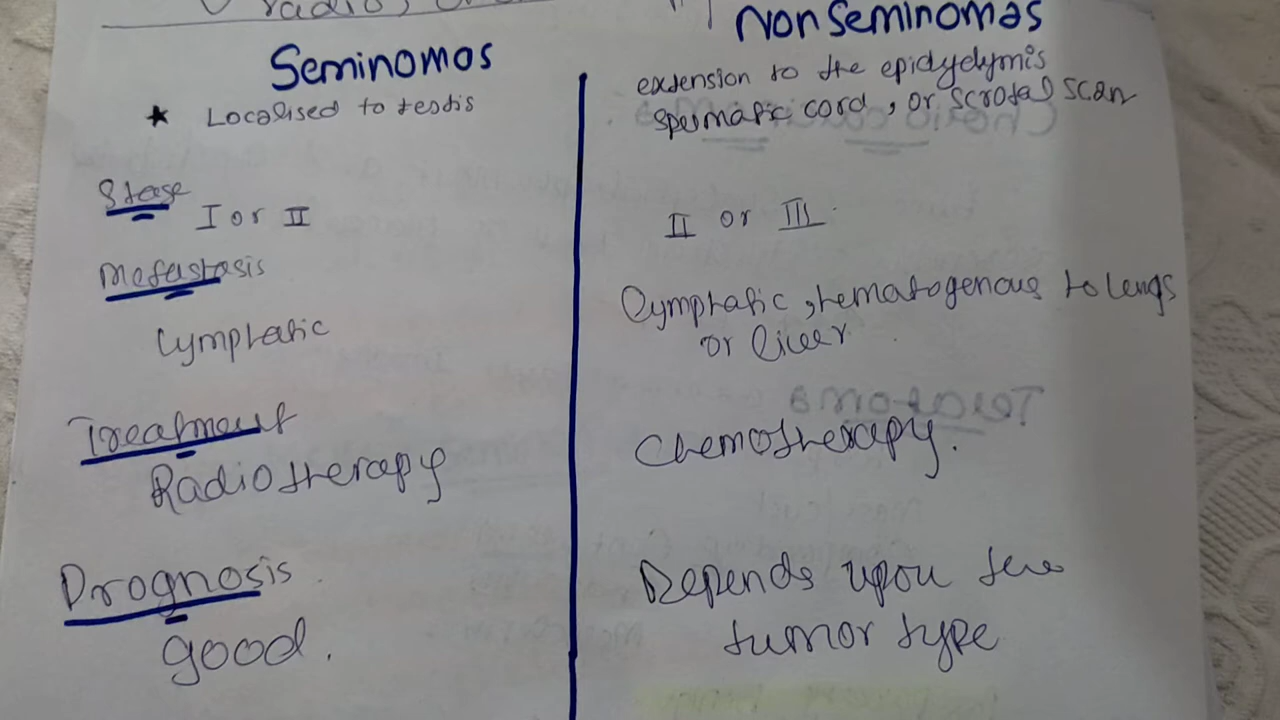 radio,
Seminomas
Non Seminomas
★ Localised to testis
extension to the epidydymis
spermatic cord, or scrotal scan
Stage
I or II
II or III
Metastasis
Lymphatic
Lymphatic, hematogenous to lungs
or liver
Treatment
Radiotherapy
Chemotherapy.
Prognosis
good.
Depends upon the
tumor type
Teratoma